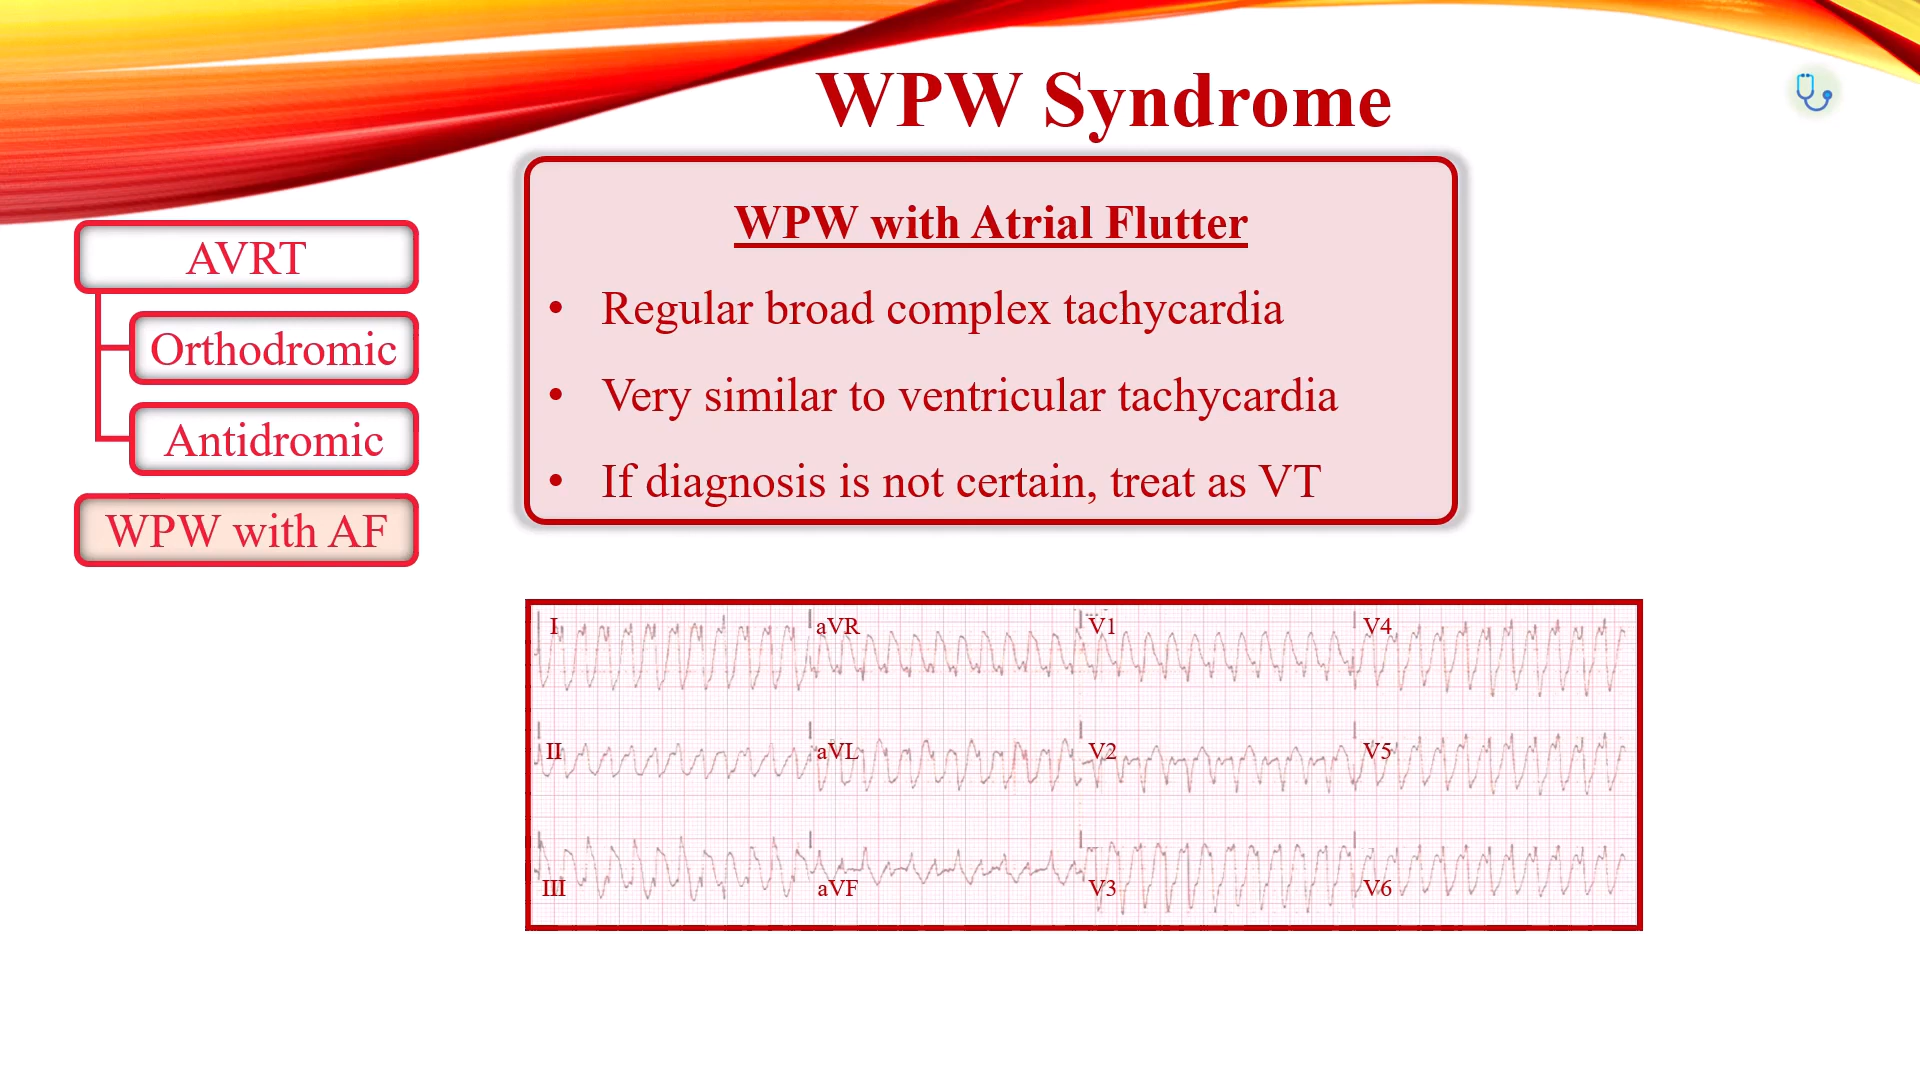 WPW Syndrome
AVRT
Orthodromic
Antidromic
WPW with AF
WPW with Atrial Flutter
• Regular broad complex tachycardia
• Very similar to ventricular tachycardia
• If diagnosis is not certain, treat as VT
I aVR V1 V4
II aVL V2 V5
III aVF V3 V6